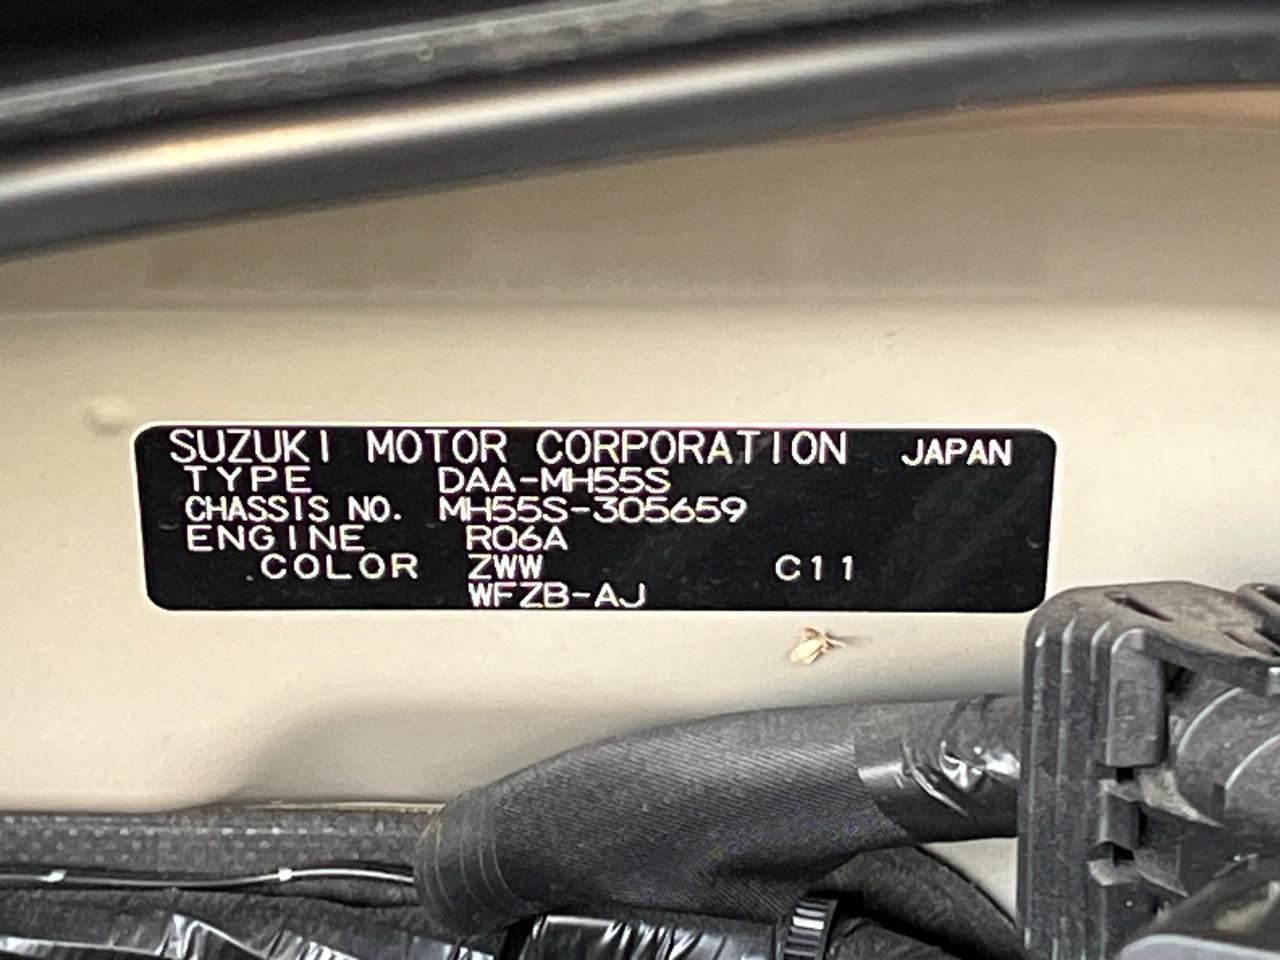 SUZUKI MOTOR CORPORATION JAPAN
TYPE DAA-MH55S
CHASSIS NO. MH55S-305659
ENGINE R06A
COLOR ZWW C11
WFZB-AJ